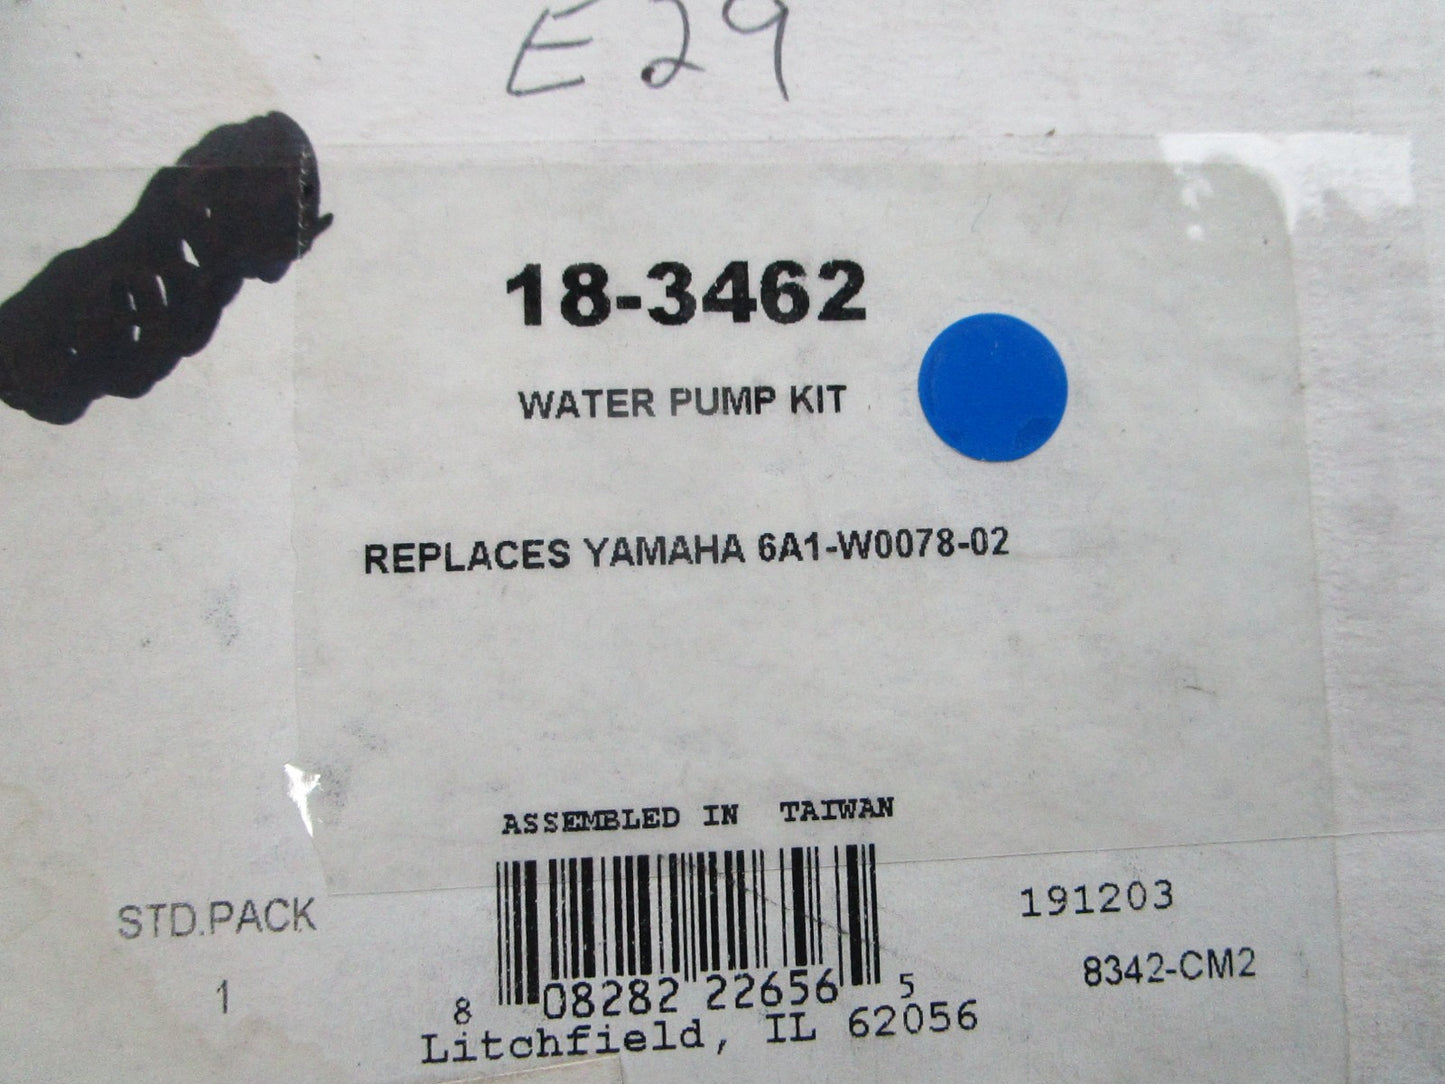 E29
18-3462
WATER PUMP KIT
REPLACES YAMAHA 6A1-W0078-02
ASSEMBLED IN TAIWAN
STD.PACK
1
191203
8342-CM2
8 08282 22656 5
Litchfield, IL 62056